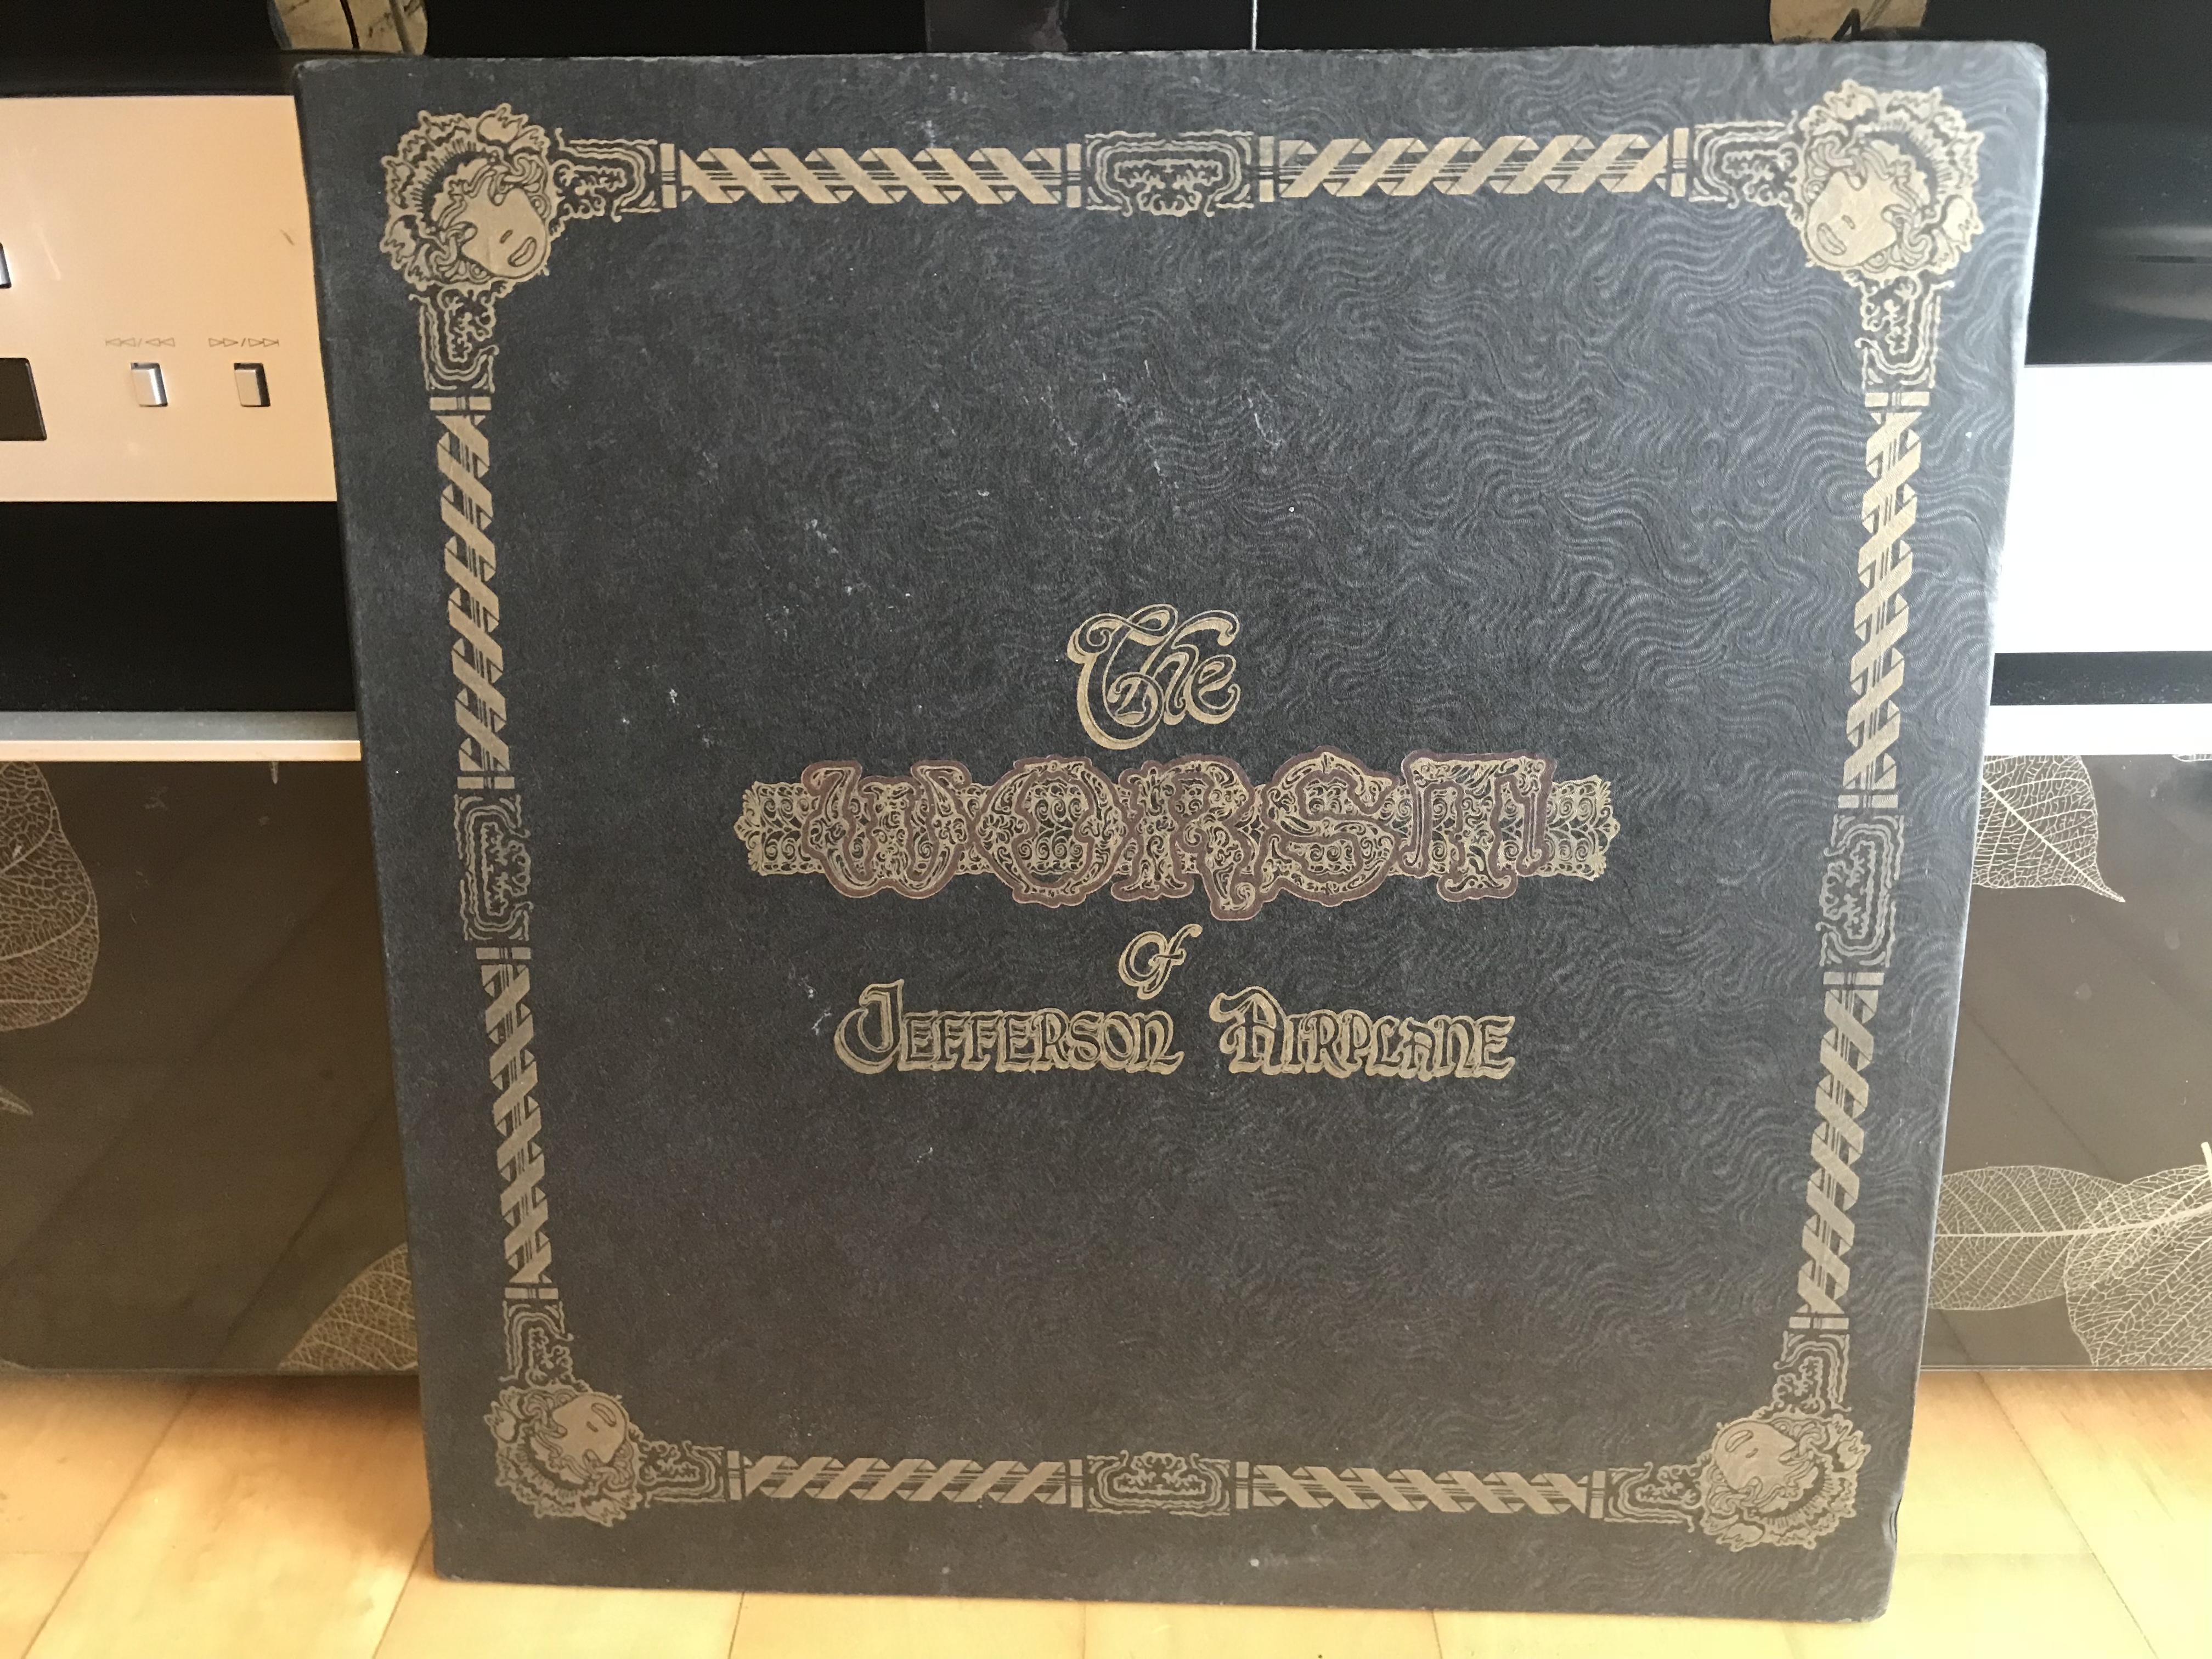 The
WORST
of
JEFFERSON AIRPLANE